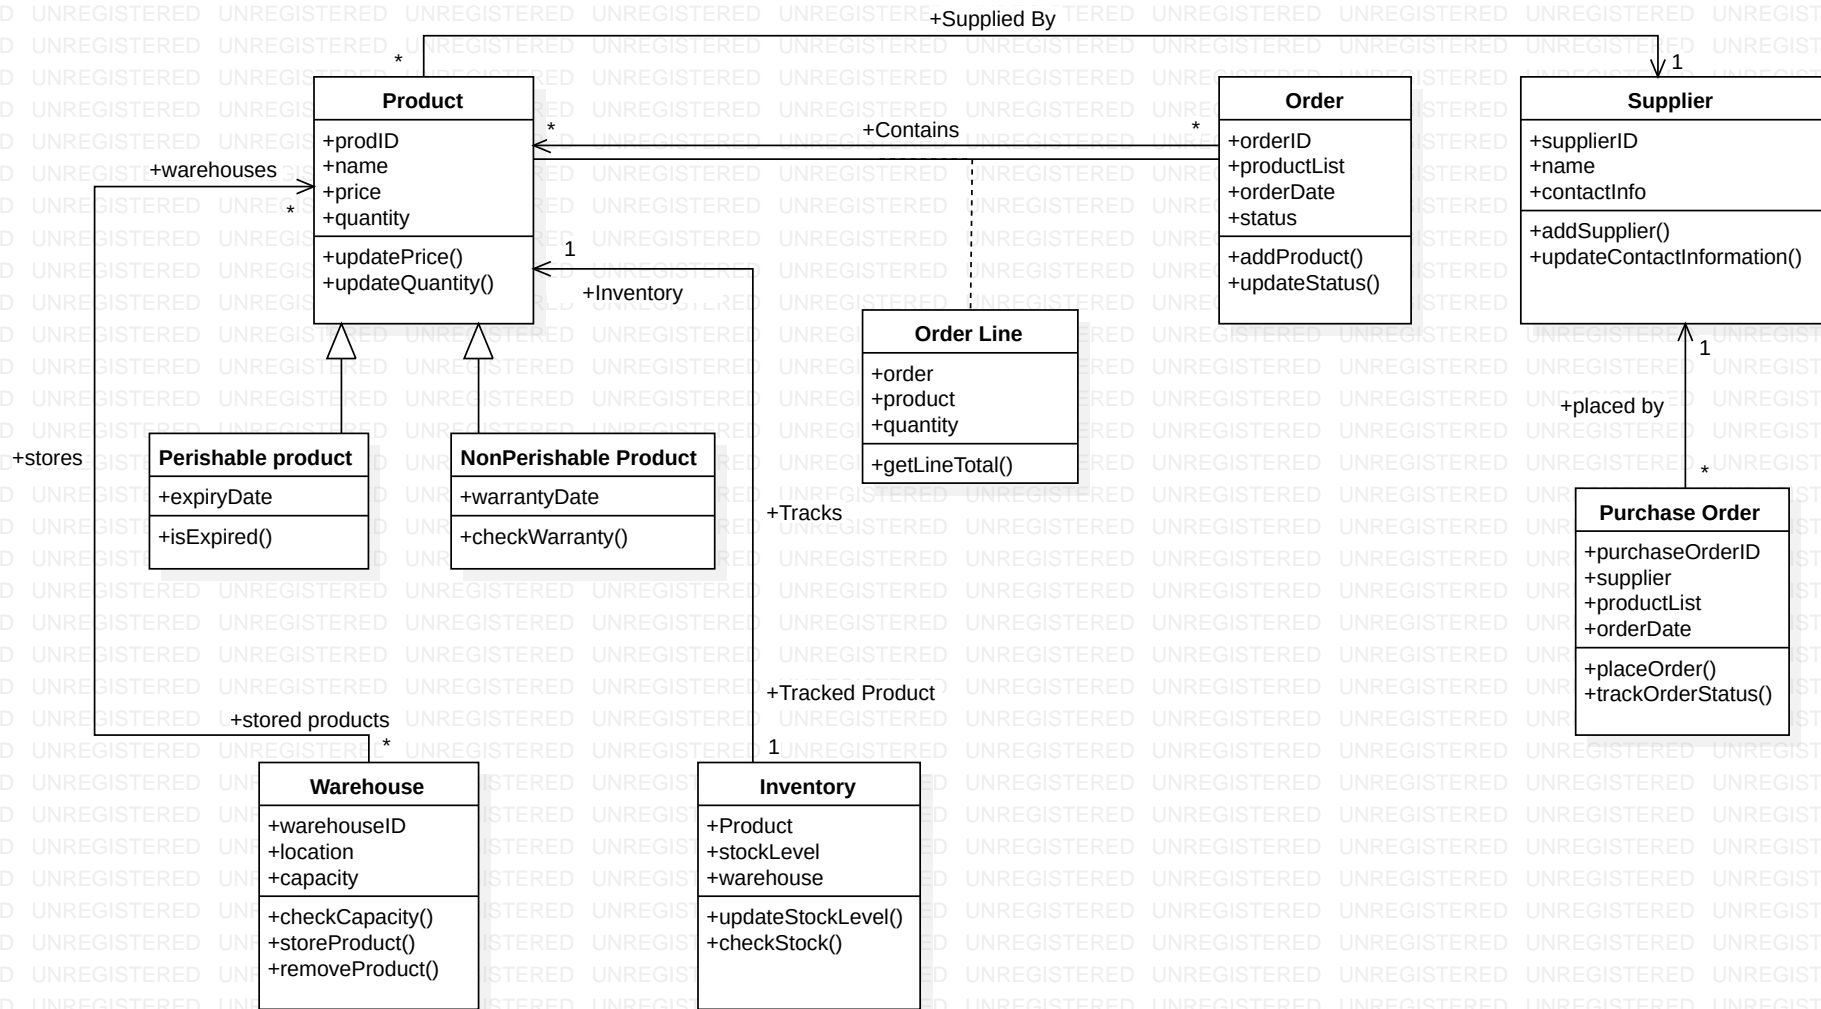 +Supplied By
*
1
Product
+prodID
+name
+price
+quantity
+updatePrice()
+updateQuantity()
*
+Contains
*
Order
+orderID
+productList
+orderDate
+status
+addProduct()
+updateStatus()
Supplier
+supplierID
+name
+contactInfo
+addSupplier()
+updateContactInformation()
+warehouses
*
1
+Inventory
Order Line
+order
+product
+quantity
+getLineTotal()
1
+placed by
*
+stores
Perishable product
+expiryDate
+isExpired()
NonPerishable Product
+warrantyDate
+checkWarranty()
+Tracks
Purchase Order
+purchaseOrderID
+supplier
+productList
+orderDate
+placeOrder()
+trackOrderStatus()
+Tracked Product
1
+stored products
*
Warehouse
+warehouseID
+location
+capacity
+checkCapacity()
+storeProduct()
+removeProduct()
Inventory
+Product
+stockLevel
+warehouse
+updateStockLevel()
+checkStock()
UNREGISTERED